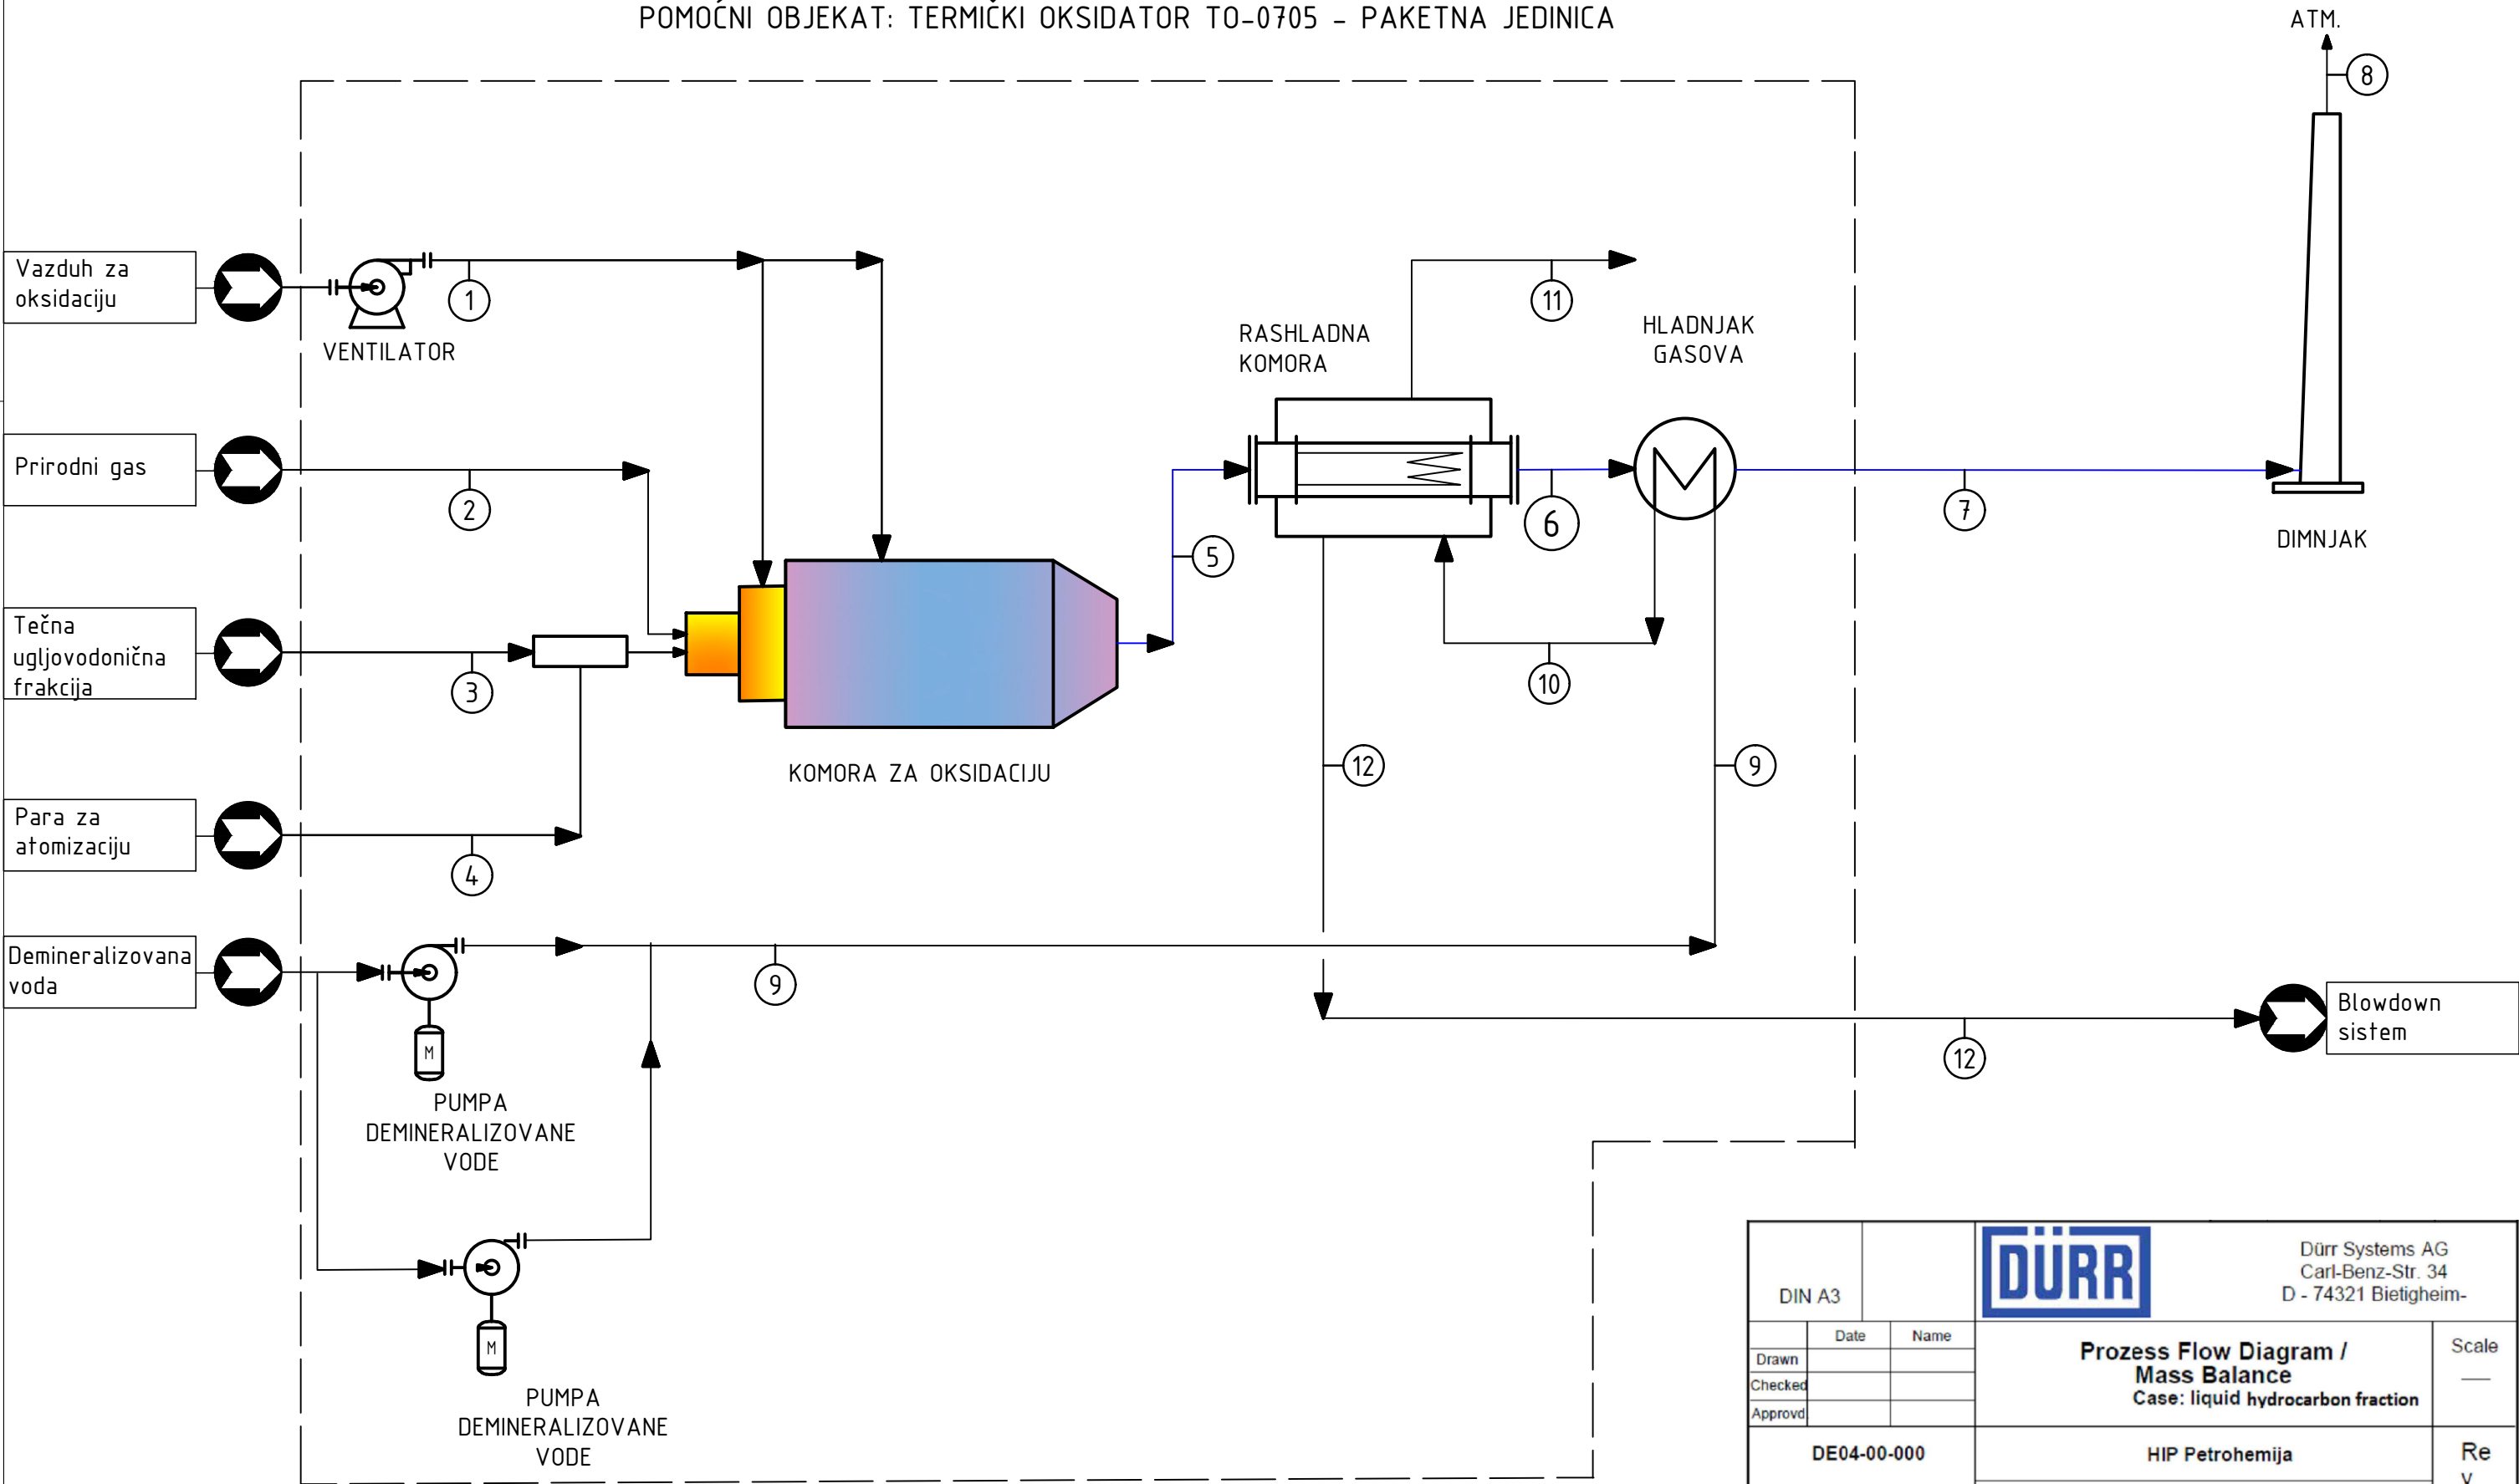 POMOĆNI OBJEKAT: TERMIČKI OKSIDATOR TO-0705 - PAKETNA JEDINICA
ATM.
8
Vazduh za
oksidaciju
1
VENTILATOR
11
RASHLADNA
KOMORA
HLADNJAK
GASOVA
Prirodni gas
2
6
7
DIMNJAK
5
Tečna
ugljovodonična
frakcija
3
10
KOMORA ZA OKSIDACIJU
12
9
Para za
atomizaciju
4
Demineralizovana
voda
9
M
PUMPA
DEMINERALIZOVANE
VODE
12
Blowdown
sistem
M
PUMPA
DEMINERALIZOVANE
VODE
DIN A3
DÜRR
Dürr Systems AG
Carl-Benz-Str. 34
D - 74321 Bietigheim-
Date
Name
Drawn
Checked
Approvd.
Prozess Flow Diagram /
Mass Balance
Case: liquid hydrocarbon fraction
Scale
—
DE04-00-000
HIP Petrohemija
Re
v